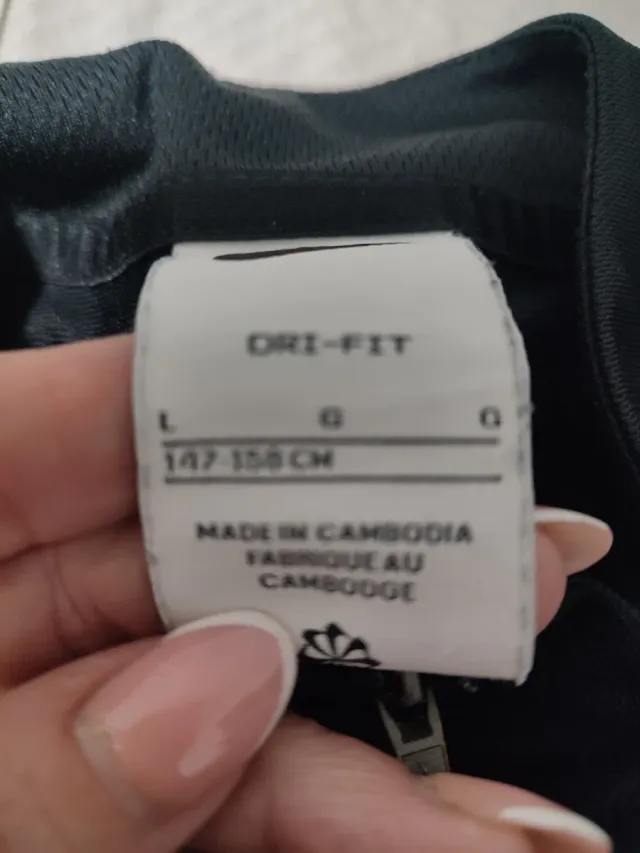 DRI-FIT
L G G
147-158 CM
MADE IN CAMBODIA
FABRIQUE AU
CAMBODGE